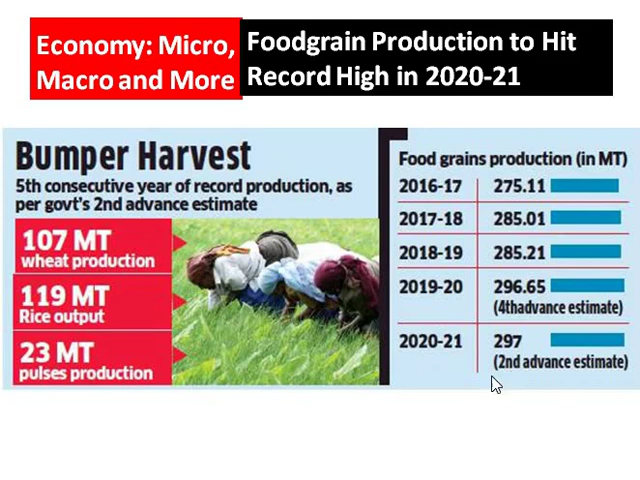 Economy: Micro,
Macro and More
Foodgrain Production to Hit
Record High in 2020-21
Bumper Harvest
5th consecutive year of record production, as
per govt's 2nd advance estimate
107 MT
wheat production
119 MT
Rice output
23 MT
pulses production
Food grains production (in MT)
2016-17 275.11
2017-18 285.01
2018-19 285.21
2019-20 296.65
(4thadvance estimate)
2020-21 297
(2nd advance estimate)